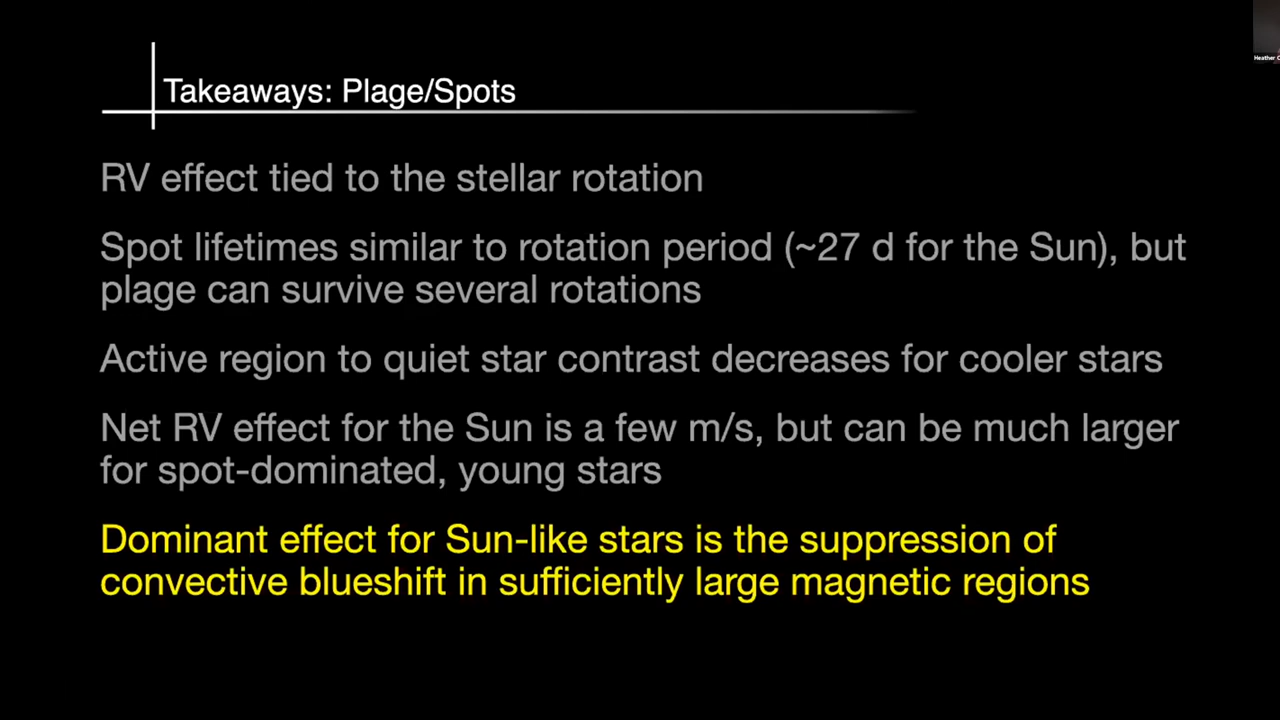 Heather
Takeaways: Plage/Spots
RV effect tied to the stellar rotation
Spot lifetimes similar to rotation period (~27 d for the Sun), but
plage can survive several rotations
Active region to quiet star contrast decreases for cooler stars
Net RV effect for the Sun is a few m/s, but can be much larger
for spot-dominated, young stars
Dominant effect for Sun-like stars is the suppression of
convective blueshift in sufficiently large magnetic regions